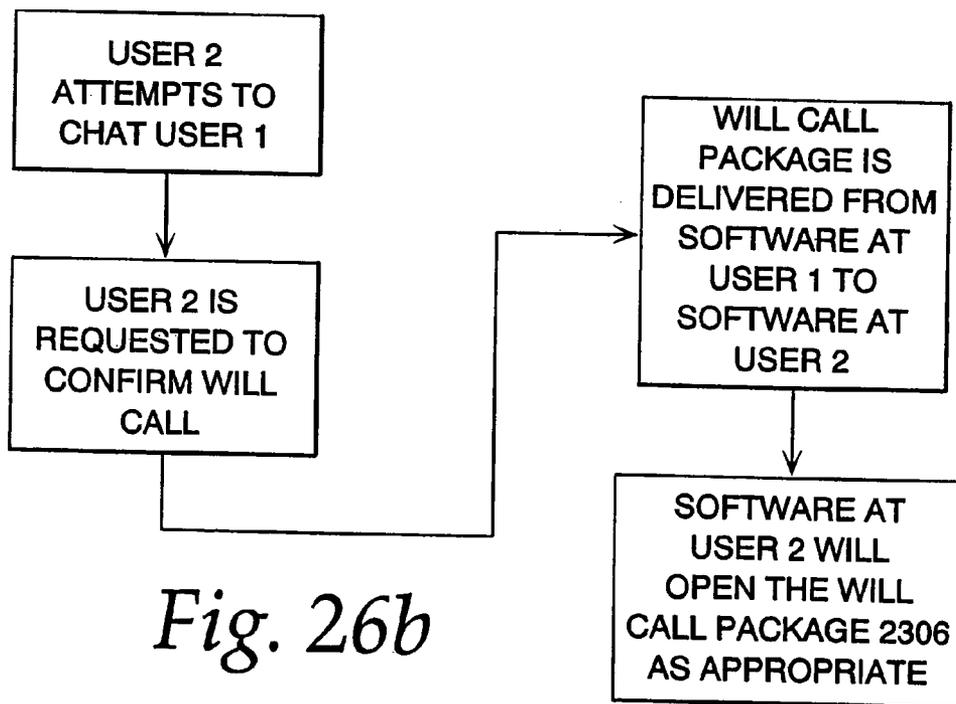 USER 2
ATTEMPTS TO
CHAT USER 1
USER 2 IS
REQUESTED TO
CONFIRM WILL
CALL
WILL CALL
PACKAGE IS
DELIVERED FROM
SOFTWARE AT
USER 1 TO
SOFTWARE AT
USER 2
SOFTWARE AT
USER 2 WILL
OPEN THE WILL
CALL PACKAGE 2306
AS APPROPRIATE
Fig. 26b